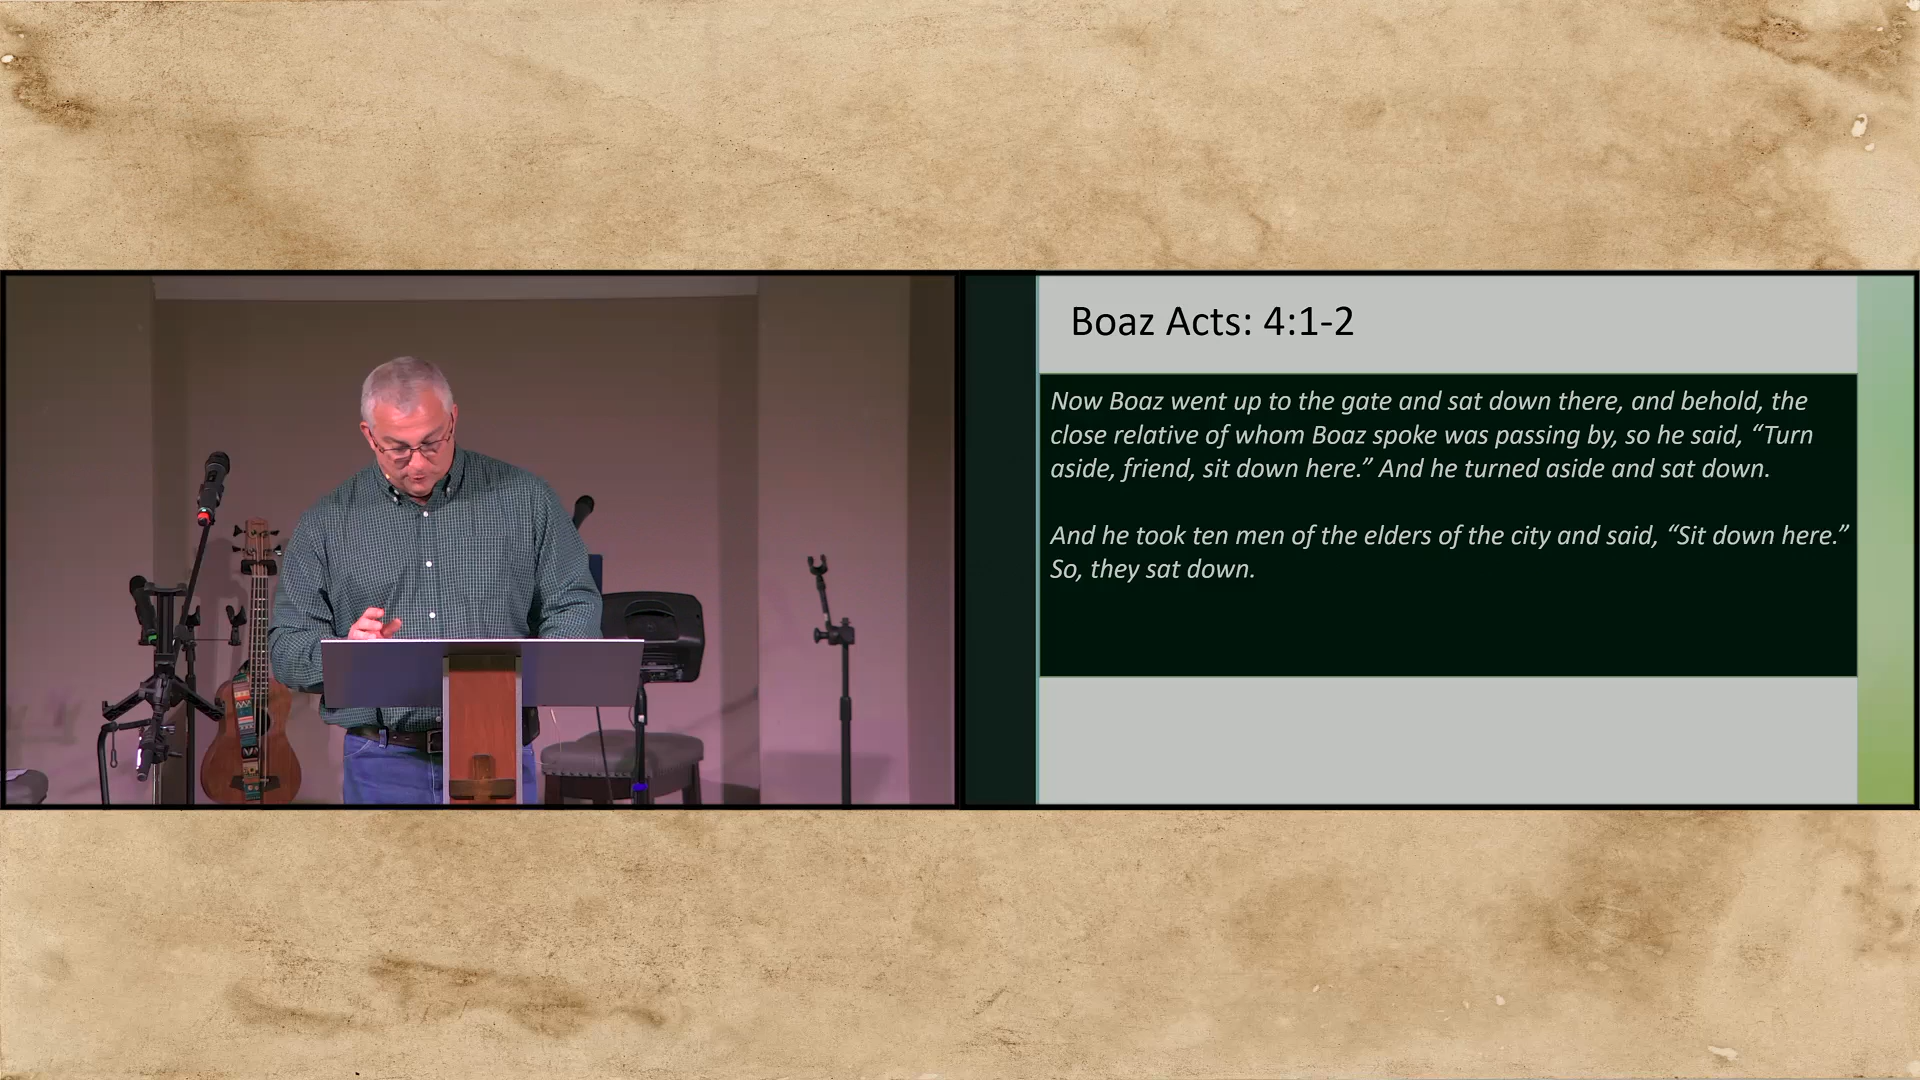 Boaz Acts: 4:1-2
Now Boaz went up to the gate and sat down there, and behold, the
close relative of whom Boaz spoke was passing by, so he said, “Turn
aside, friend, sit down here.” And he turned aside and sat down.
And he took ten men of the elders of the city and said, “Sit down here.”
So, they sat down.